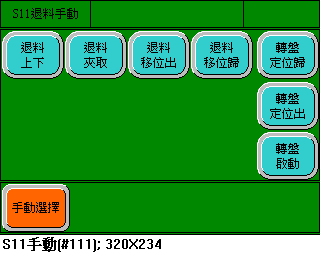 S11退料手動
退料
上下
退料
夾取
退料
移位出
退料
移位歸
轉盤
定位歸
轉盤
定位出
轉盤
啟動
手動選擇
S11手動(#111); 320X234